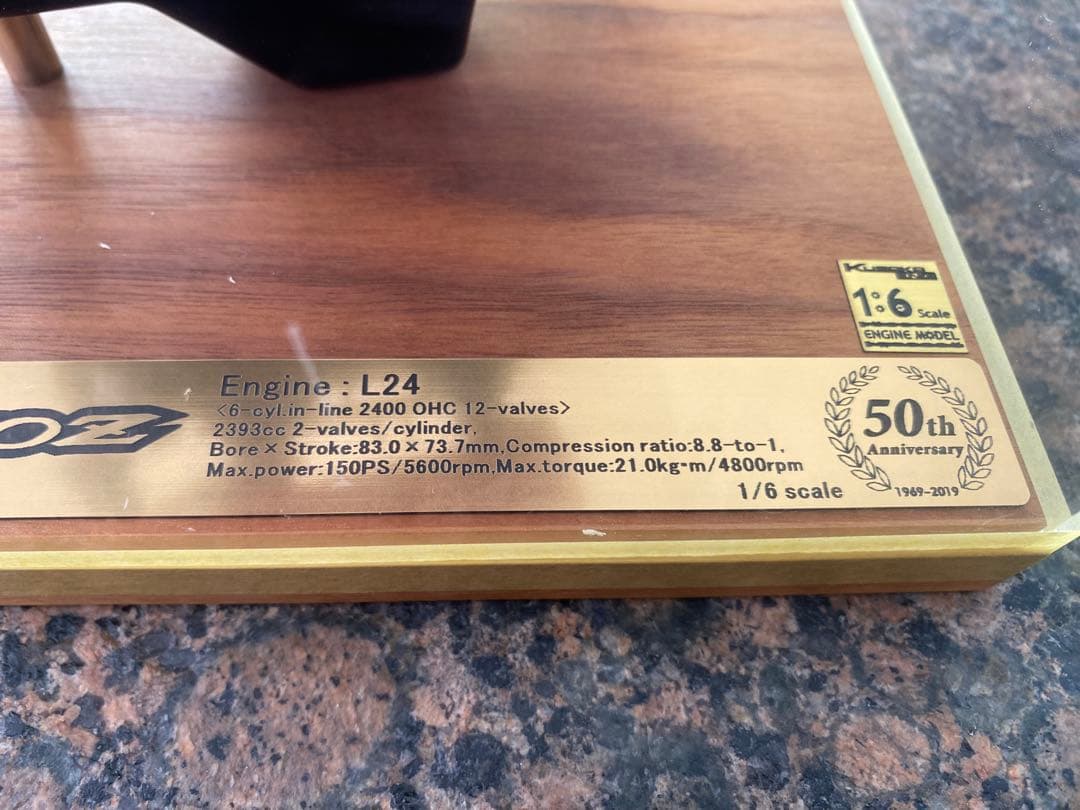 1:6 Scale
ENGINE MODEL
OZ
Engine : L24
<6-cyl.in-line 2400 OHC 12-valves>
2393cc 2-valves/cylinder,
Bore × Stroke:83.0 × 73.7mm,Compression ratio:8.8-to-1,
Max.power:150PS/5600rpm,Max.torque:21.0kg-m/4800rpm
1/6 scale
50th
Anniversary
1969-2019